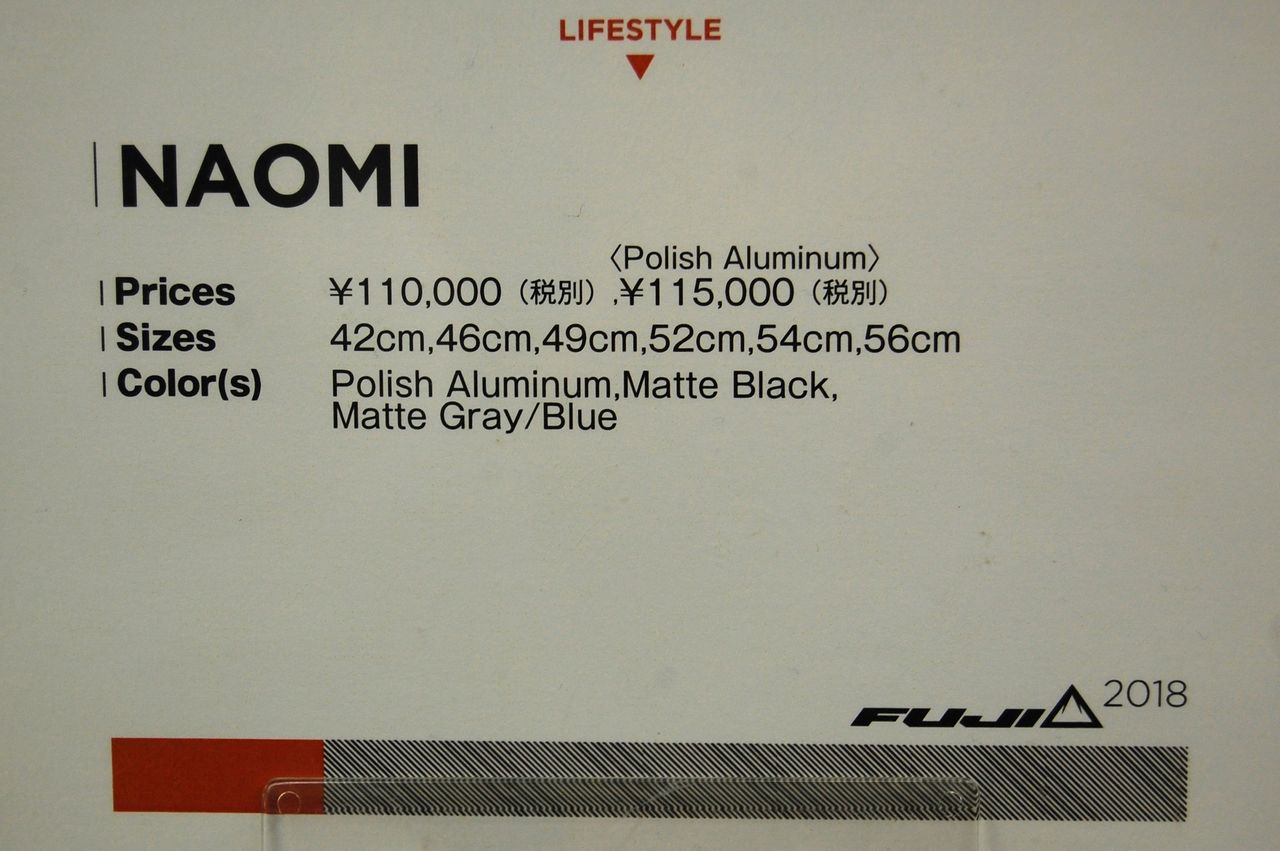 LIFESTYLE
NAOMI
〈Polish Aluminum〉
Prices ¥110,000（税別）,¥115,000（税別）
Sizes 42cm,46cm,49cm,52cm,54cm,56cm
Color(s) Polish Aluminum,Matte Black,
Matte Gray/Blue
FUJI 2018